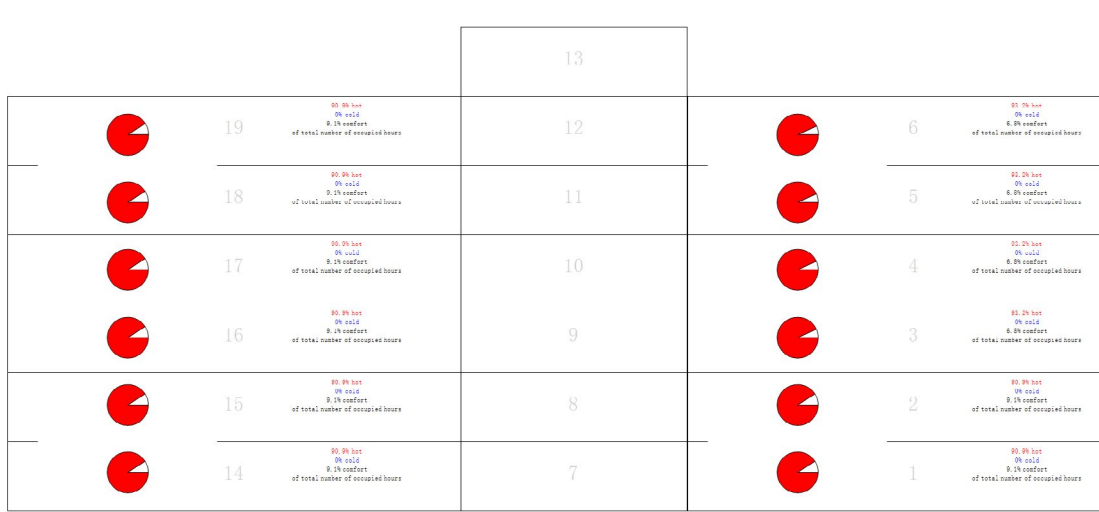 13
19
90.9% hot
0% cold
9.1% comfort
of total number of occupied hours
12
6
93.2% hot
0% cold
6.8% comfort
of total number of occupied hours
18
90.9% hot
0% cold
9.1% comfort
of total number of occupied hours
11
5
93.2% hot
0% cold
6.8% comfort
of total number of occupied hours
17
90.9% hot
0% cold
9.1% comfort
of total number of occupied hours
10
4
93.2% hot
0% cold
6.8% comfort
of total number of occupied hours
16
90.9% hot
0% cold
9.1% comfort
of total number of occupied hours
9
3
93.2% hot
0% cold
6.8% comfort
of total number of occupied hours
15
90.9% hot
0% cold
9.1% comfort
of total number of occupied hours
8
2
90.9% hot
0% cold
9.1% comfort
of total number of occupied hours
14
90.9% hot
0% cold
9.1% comfort
of total number of occupied hours
7
1
90.9% hot
0% cold
9.1% comfort
of total number of occupied hours